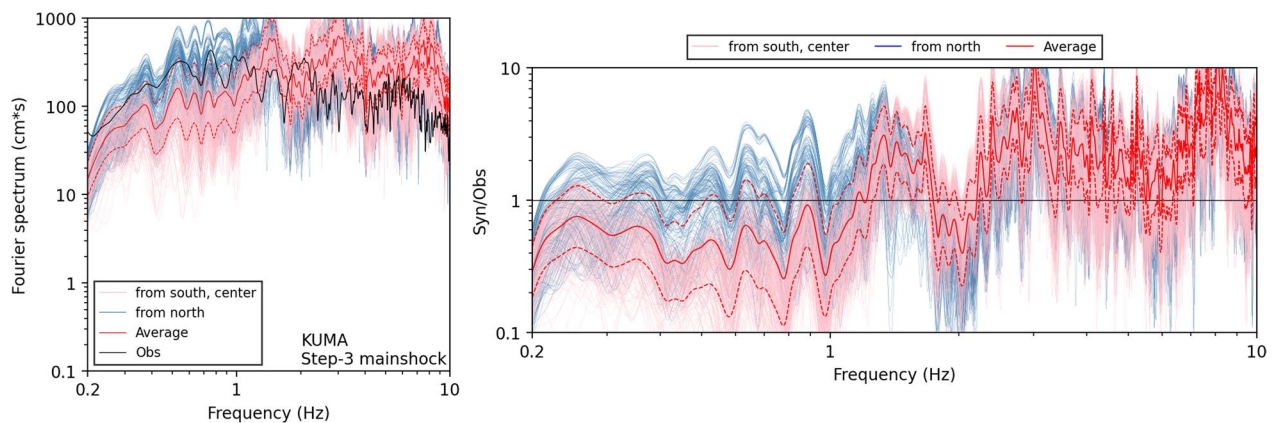 1000
100
10
1
0.1
Fourier spectrum (cm*s)
from south, center
from north
Average
Obs
KUMA
Step-3 mainshock
0.2
1
10
Frequency (Hz)
from south, center from north Average
10
1
0.1
Syn/Obs
0.2
1
10
Frequency (Hz)